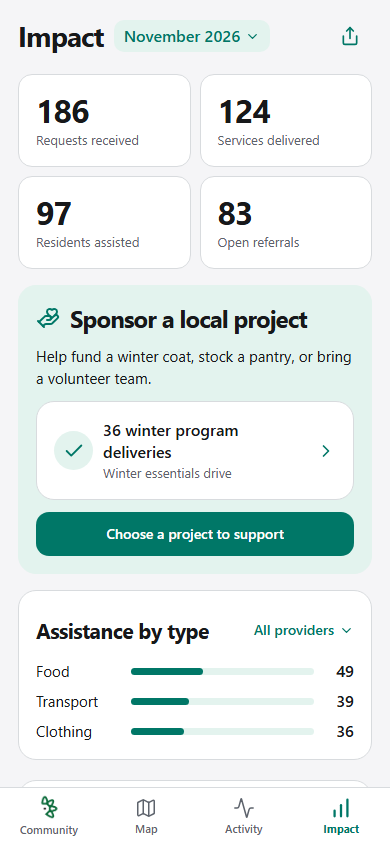 Impact
November 2026
186
Requests received
124
Services delivered
97
Residents assisted
83
Open referrals
Sponsor a local project
Help fund a winter coat, stock a pantry, or bring
a volunteer team.
36 winter program
deliveries
Winter essentials drive
Choose a project to support
Assistance by type
All providers
Food 49
Transport 39
Clothing 36
Community
Map
Activity
Impact